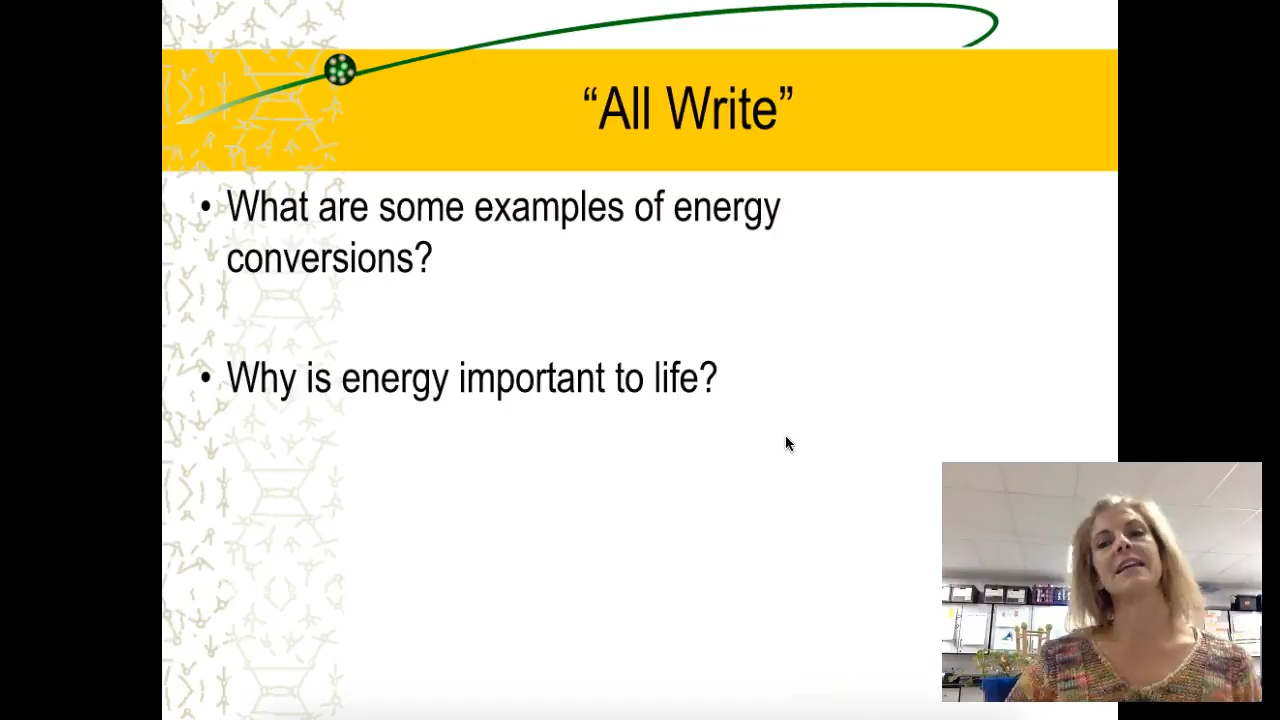 “All Write”
• What are some examples of energy
conversions?
• Why is energy important to life?